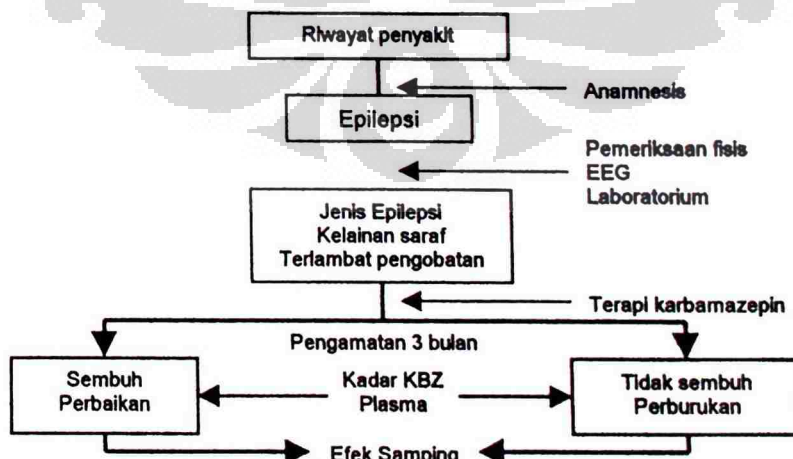 Riwayat penyakit
Anamnesis
Epilepsi
Pemeriksaan fisis
EEG
Laboratorium
Jenis Epilepsi
Kelainan saraf
Terlambat pengobatan
Terapi karbamazepin
Pengamatan 3 bulan
Sembuh
Perbaikan
Kadar KBZ
Plasma
Tidak sembuh
Perburukan
Efek Samping